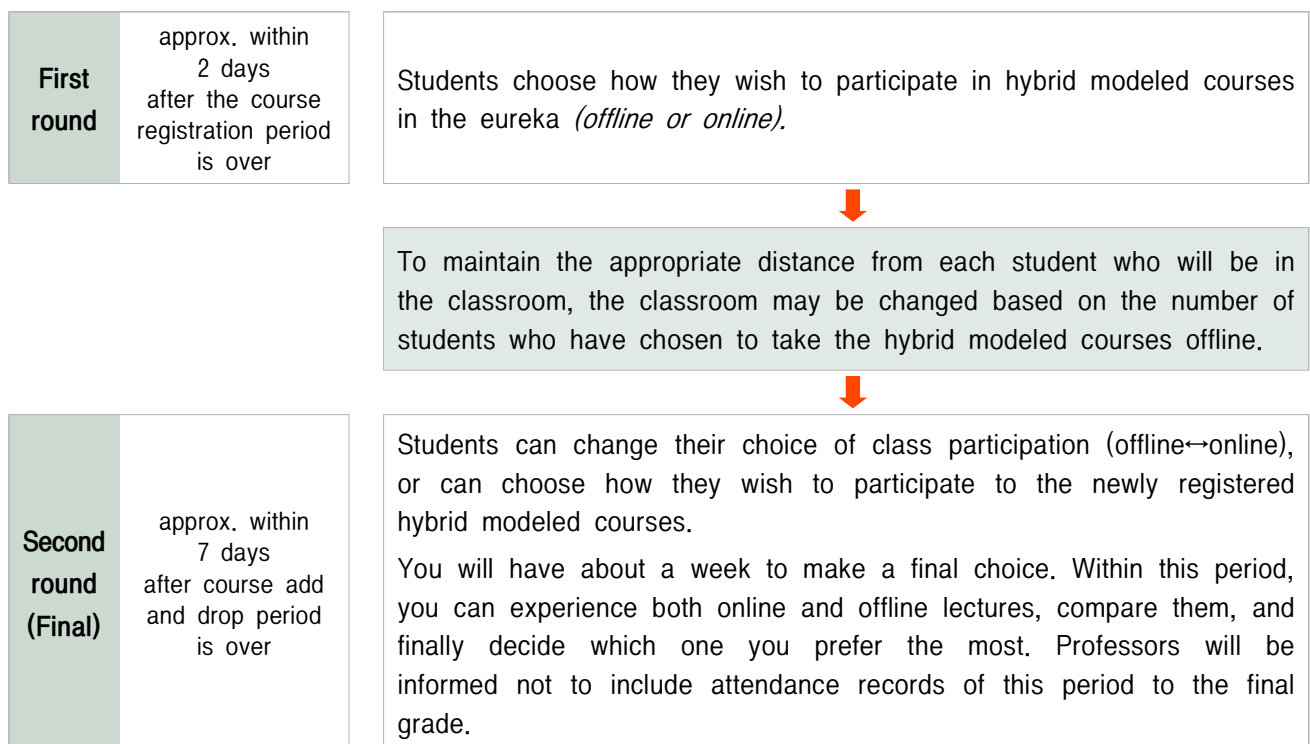 First
round
approx. within
2 days
after the course
registration period
is over
Students choose how they wish to participate in hybrid modeled courses
in the eureka (offline or online).
To maintain the appropriate distance from each student who will be in
the classroom, the classroom may be changed based on the number of
students who have chosen to take the hybrid modeled courses offline.
Second
round
(Final)
approx. within
7 days
after course add
and drop period
is over
Students can change their choice of class participation (offline↔online),
or can choose how they wish to participate to the newly registered
hybrid modeled courses.
You will have about a week to make a final choice. Within this period,
you can experience both online and offline lectures, compare them, and
finally decide which one you prefer the most. Professors will be
informed not to include attendance records of this period to the final
grade.